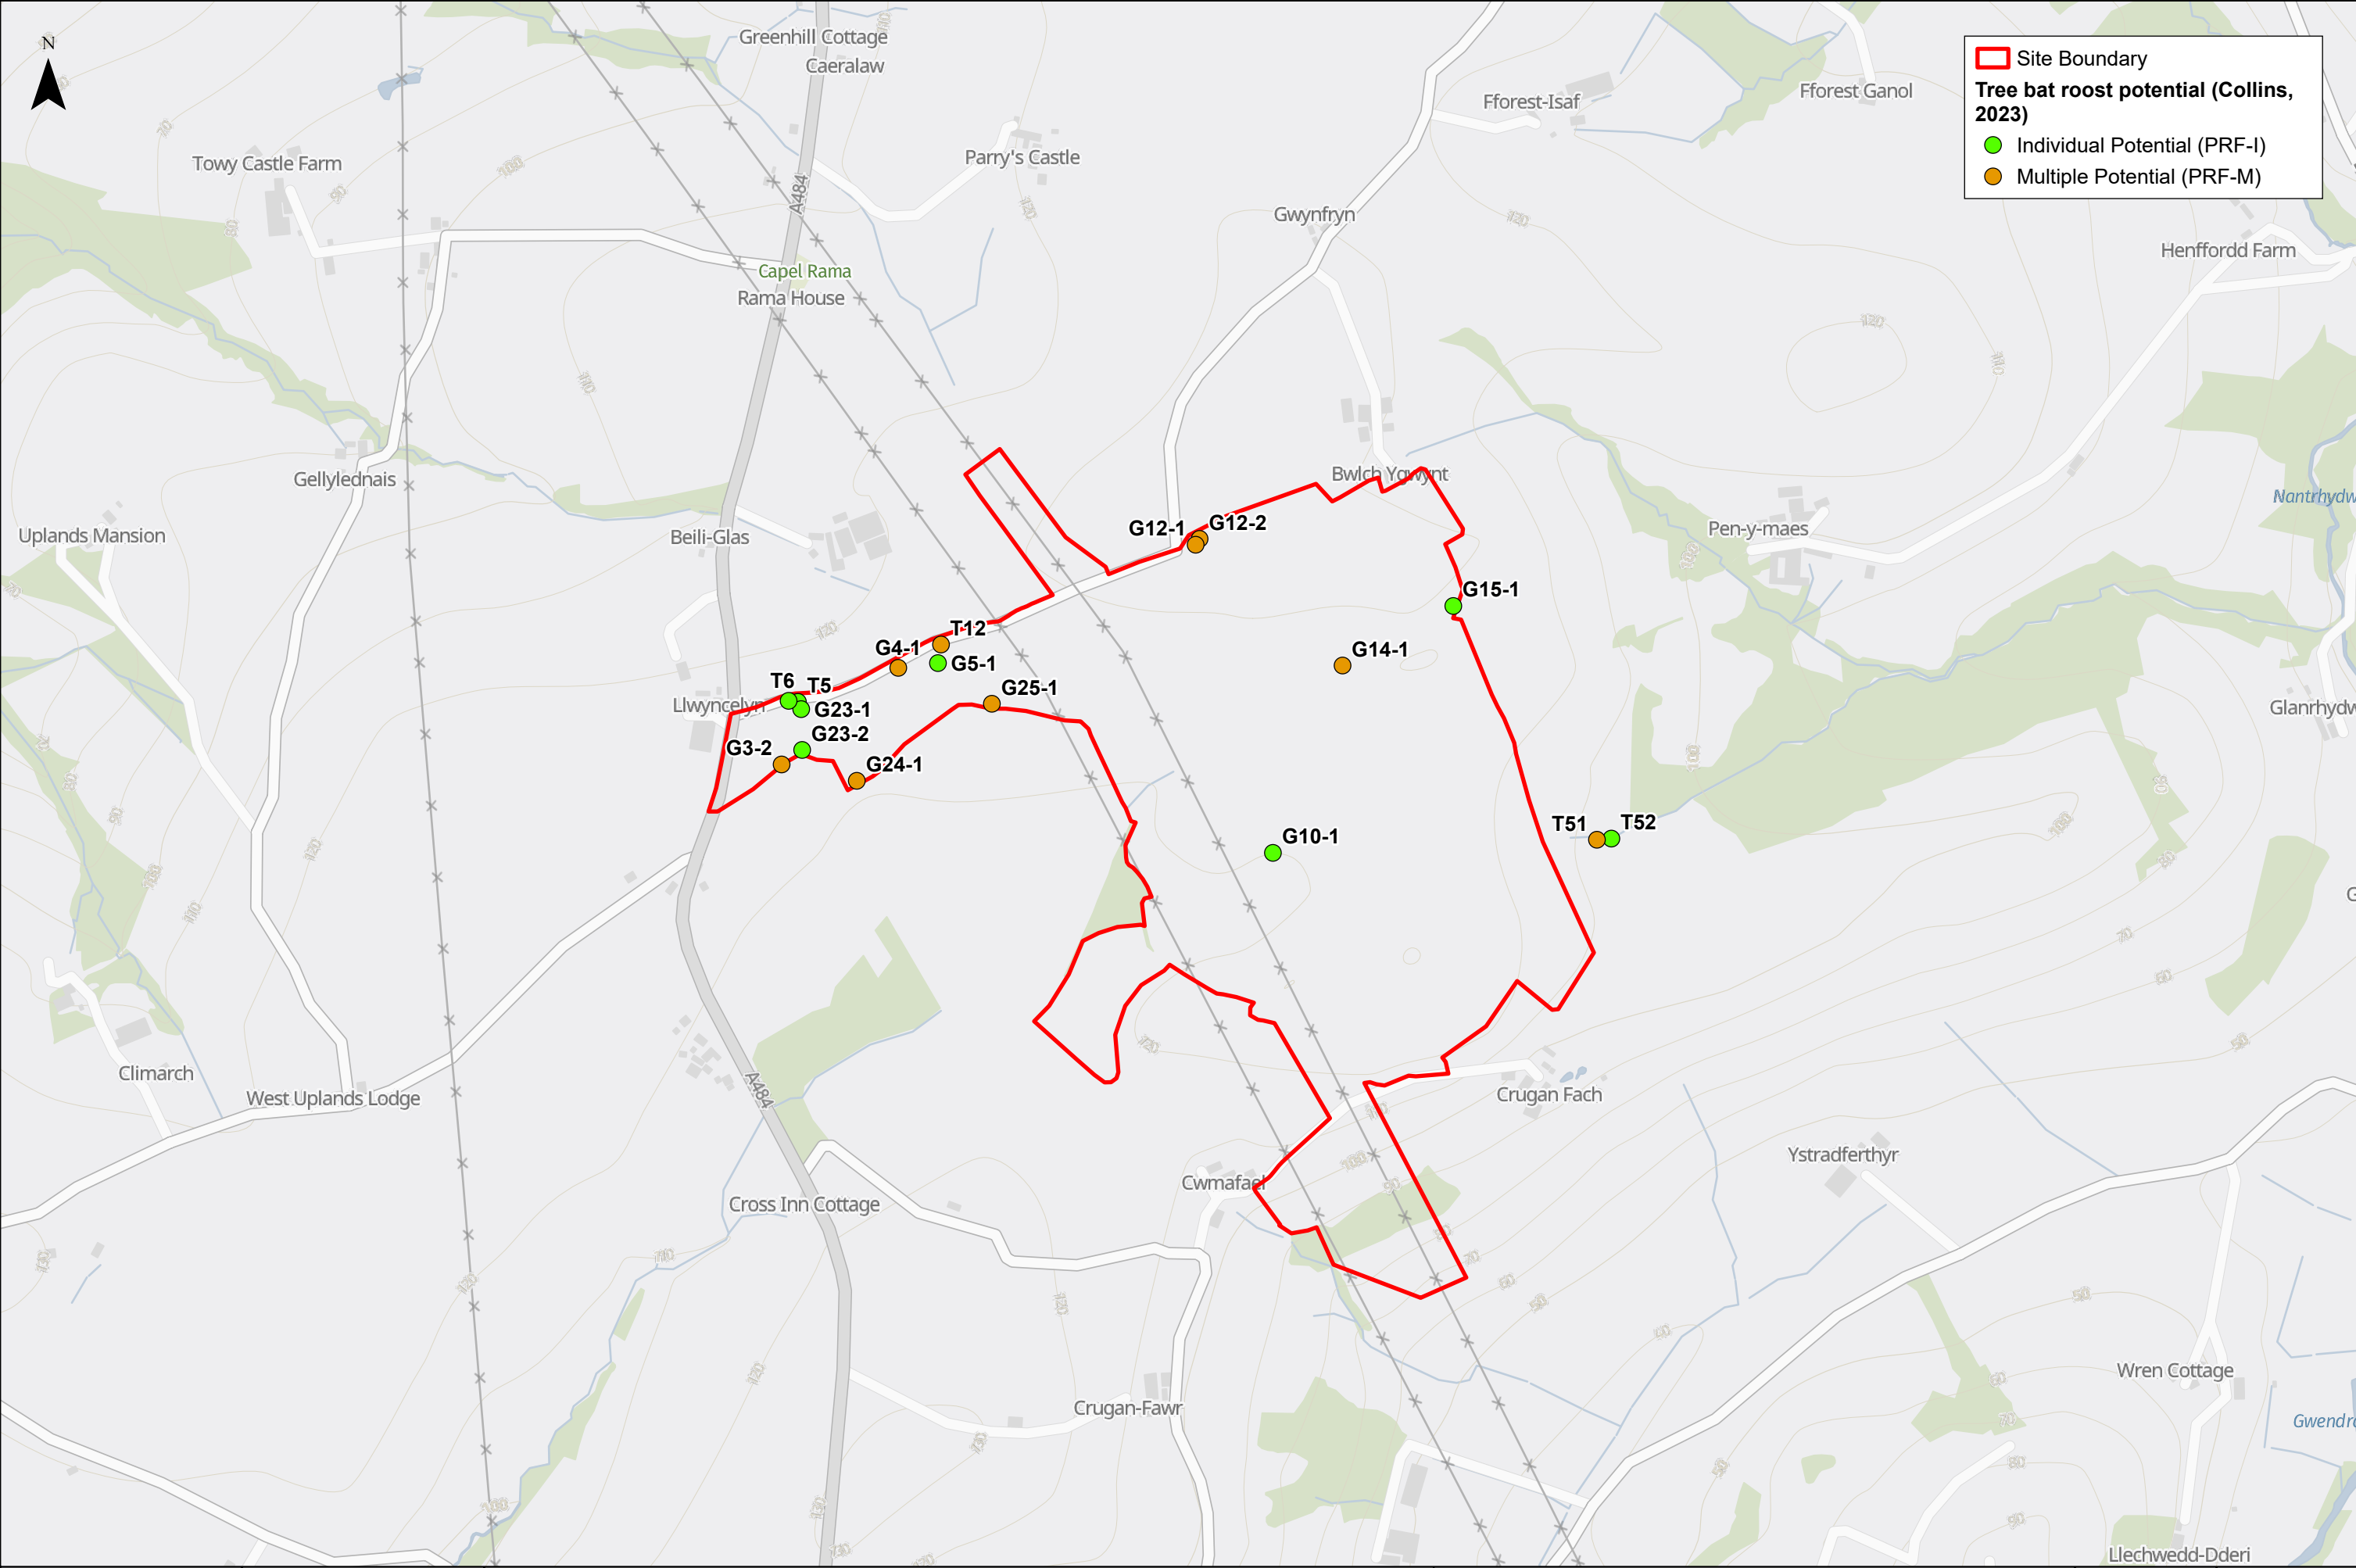 N
Greenhill Cottage
Caeralaw
Site Boundary
Tree bat roost potential (Collins,
2023)
Individual Potential (PRF-I)
Multiple Potential (PRF-M)
Fforest-Isaf
Fforest Ganol
Towy Castle Farm
Parry's Castle
A484
Gwynfryn
120
Henffordd Farm
Capel Rama
Rama House
Gellylednais
Bwlch Ygwynt
Nantrhydw
Uplands Mansion
Beili-Glas
G12-1
G12-2
Pen-y-maes
G15-1
T12
G4-1
G5-1
G14-1
T6
T5
G25-1
Llwyncelyn
G23-1
Glanrhydw
G23-2
G3-2
G24-1
T51
T52
G10-1
Climarch
A484
West Uplands Lodge
Crugan Fach
Ystradferthyr
Cwmafael
Cross Inn Cottage
Wren Cottage
Crugan-Fawr
Gwendra
Llechwedd-Dderi